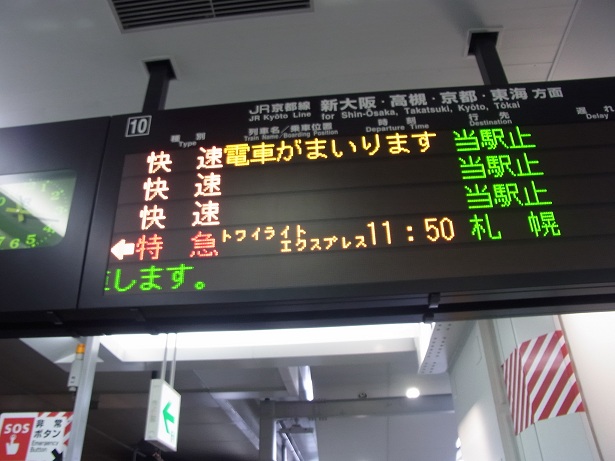 10
JR京都線 新大阪・高槻・京都・東海 方面
JR Kyōto Line for Shin-Ōsaka, Takatsuki, Kyōto, Tōkai
種別 列車名/乗車位置 時刻 行先 遅れ
Type Train Name/Boarding Position Departure Time Destination Delay
快速 電車がまいります 当駅止
快速 当駅止
快速 当駅止
←特急 トワイライトエクスプレス 11:50 札幌
します。
SOS 非常ボタン
Emergency Button